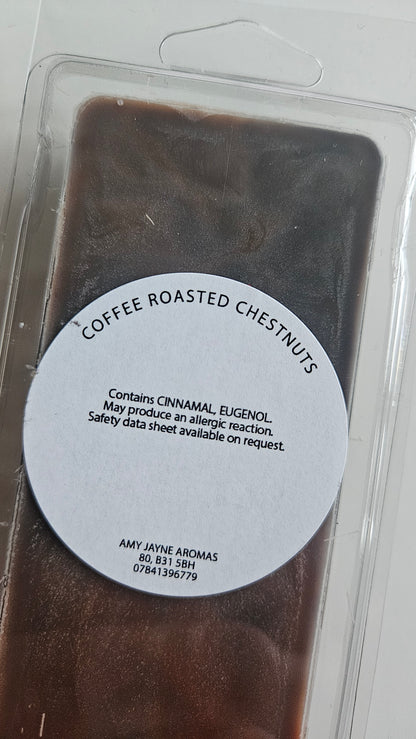 COFFEE ROASTED CHESTNUTS
Contains CINNAMAL, EUGENOL.
May produce an allergic reaction.
Safety data sheet available on request.
AMY JAYNE AROMAS
80, B31 5BH
07841396779